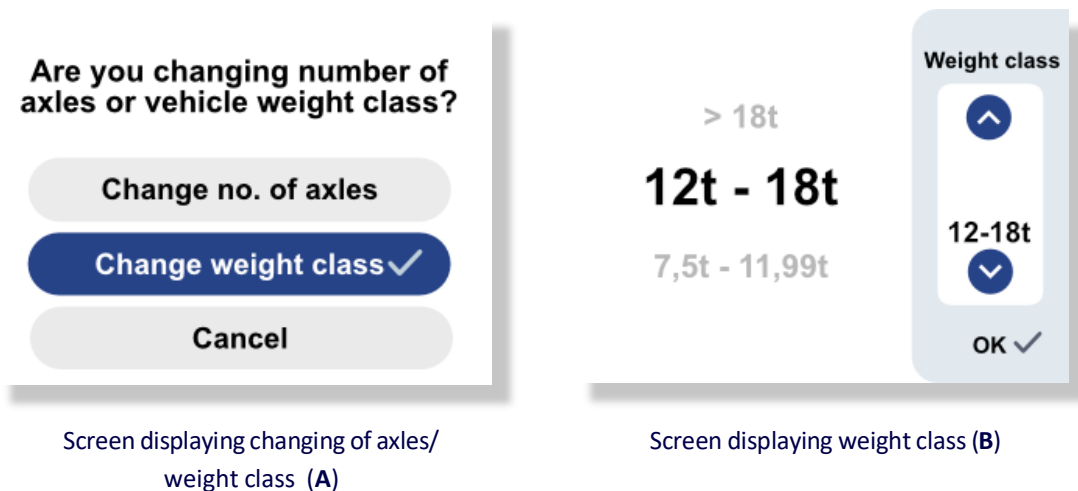 Are you changing number of
axles or vehicle weight class?
Change no. of axles
Change weight class
Cancel
Screen displaying changing of axles/
weight class (A)
Weight class
> 18t
12t - 18t
7,5t - 11,99t
12-18t
OK
Screen displaying weight class (B)